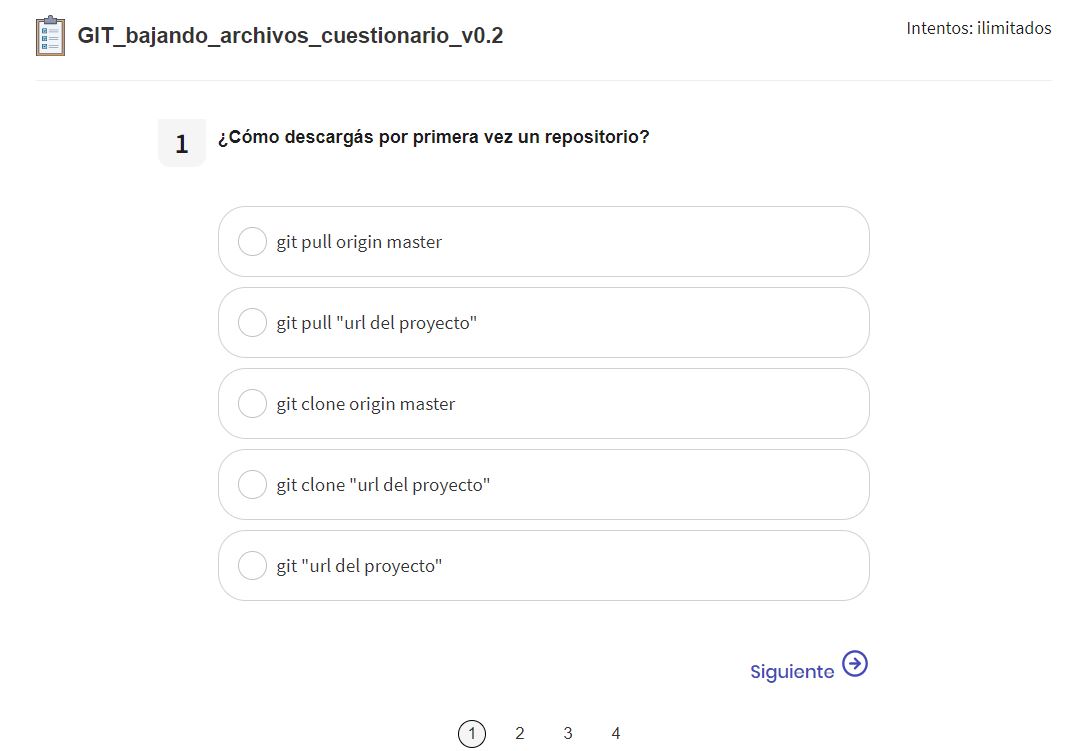 GIT_bajando_archivos_cuestionario_v0.2
Intentos: ilimitados
1
¿Cómo descargás por primera vez un repositorio?
git pull origin master
git pull "url del proyecto"
git clone origin master
git clone "url del proyecto"
git "url del proyecto"
Siguiente
1 2 3 4